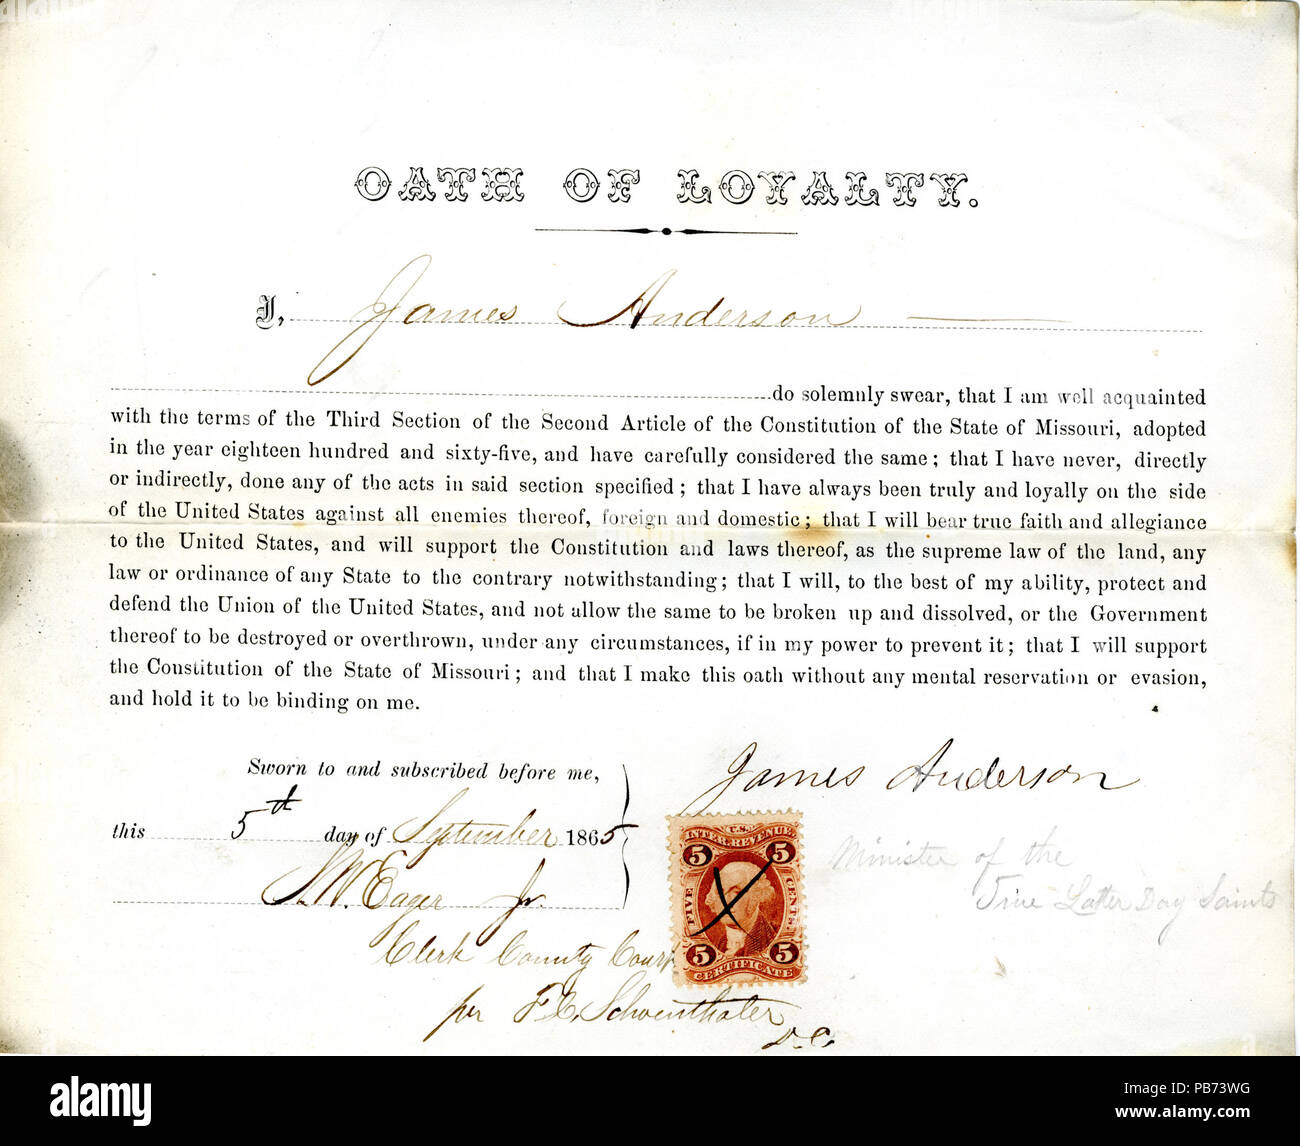 OATH OF LOYALTY.
I, James Anderson
do solemnly swear, that I am well acquainted
with the terms of the Third Section of the Second Article of the Constitution of the State of Missouri, adopted
in the year eighteen hundred and sixty-five, and have carefully considered the same; that I have never, directly
or indirectly, done any of the acts in said section specified; that I have always been truly and loyally on the side
of the United States against all enemies thereof, foreign and domestic; that I will bear true faith and allegiance
to the United States, and will support the Constitution and laws thereof, as the supreme law of the land, any
law or ordinance of any State to the contrary notwithstanding; that I will, to the best of my ability, protect and
defend the Union of the United States, and not allow the same to be broken up and dissolved, or the Government
thereof to be destroyed or overthrown, under any circumstances, if in my power to prevent it; that I will support
the Constitution of the State of Missouri; and that I make this oath without any mental reservation or evasion,
and hold it to be binding on me.
Sworn to and subscribed before me,
this 5th day of September 1865
James Anderson
Minister of the
Latter Day Saints
W. Eager Jr.
Clerk County Court
per Schoenthaler
D.C.
U.S.
INTER. REVENUE
5 5
FIVE CENTS
5 5
CERTIFICATE
alamy
Image ID: PB73WG
www.alamy.com